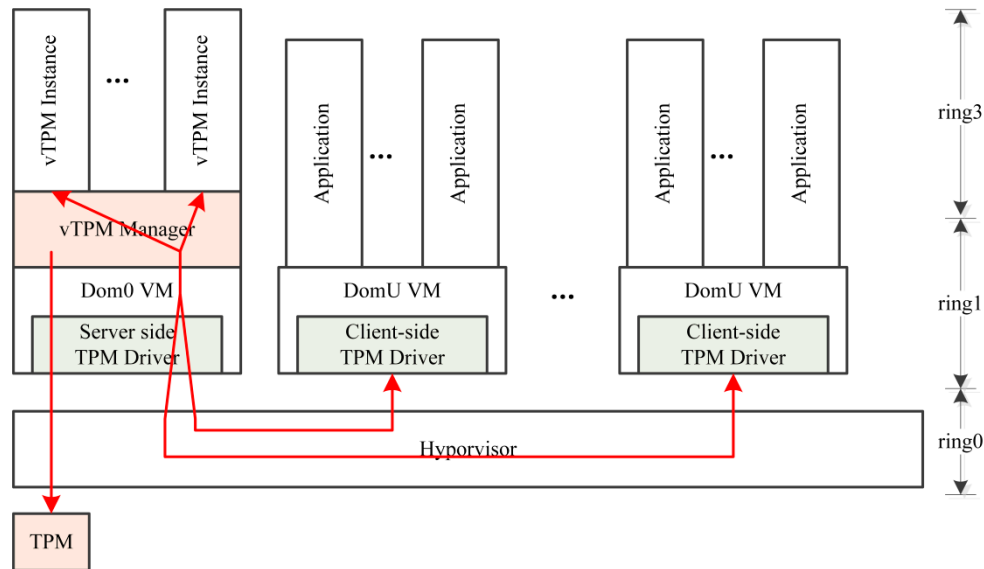 vTPM Instance
...
vTPM Instance
Application
...
Application
Application
...
Application
ring3
vTPM Manager
Dom0 VM
Server side
TPM Driver
DomU VM
Client-side
TPM Driver
...
DomU VM
Client-side
TPM Driver
ring1
Hyporvisor
ring0
TPM